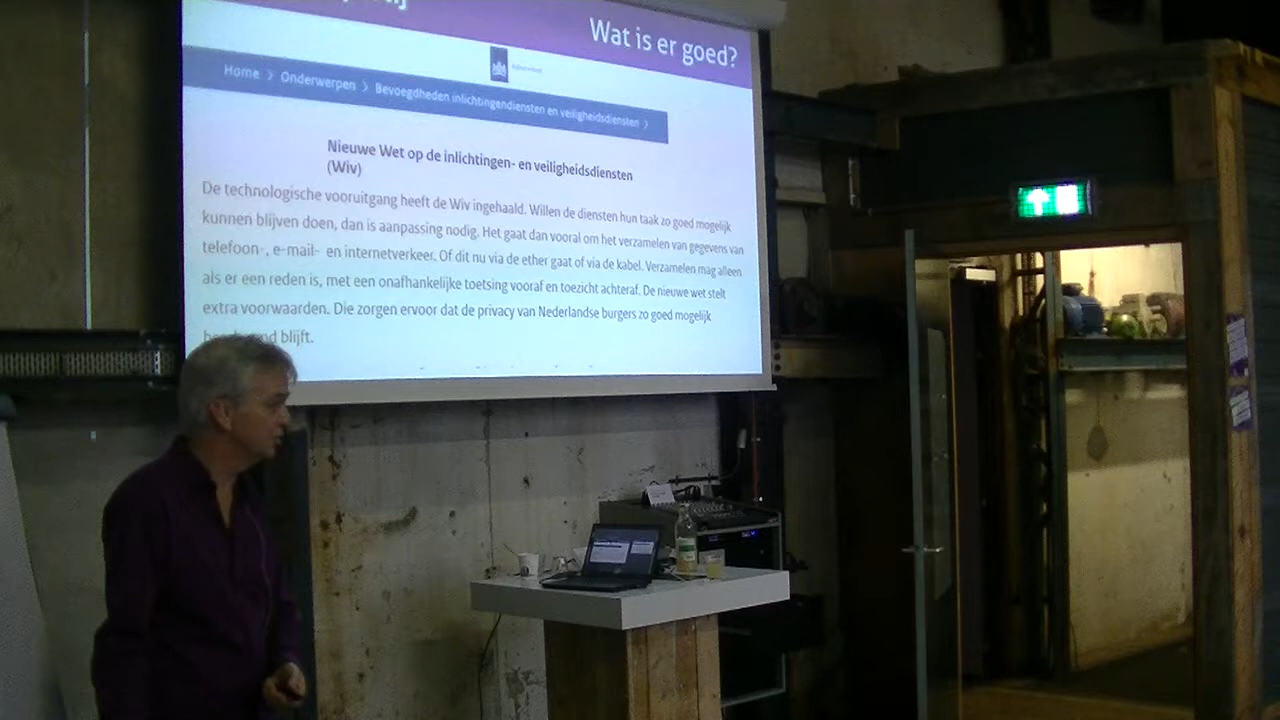 Wat is er goed?
Home > Onderwerpen > Bevoegdheden inlichtingendiensten en veiligheidsdiensten >
Nieuwe Wet op de inlichtingen- en veiligheidsdiensten
(Wiv)
De technologische vooruitgang heeft de Wiv ingehaald. Willen de diensten hun taak zo goed mogelijk
kunnen blijven doen, dan is aanpassing nodig. Het gaat dan vooral om het verzamelen van gegevens van
telefoon-, e-mail- en internetverkeer. Of dit nu via de ether gaat of via de kabel. Verzamelen mag alleen
als er een reden is, met een onafhankelijke toetsing vooraf en toezicht achteraf. De nieuwe wet stelt
extra voorwaarden. Die zorgen ervoor dat de privacy van Nederlandse burgers zo goed mogelijk
blijft.